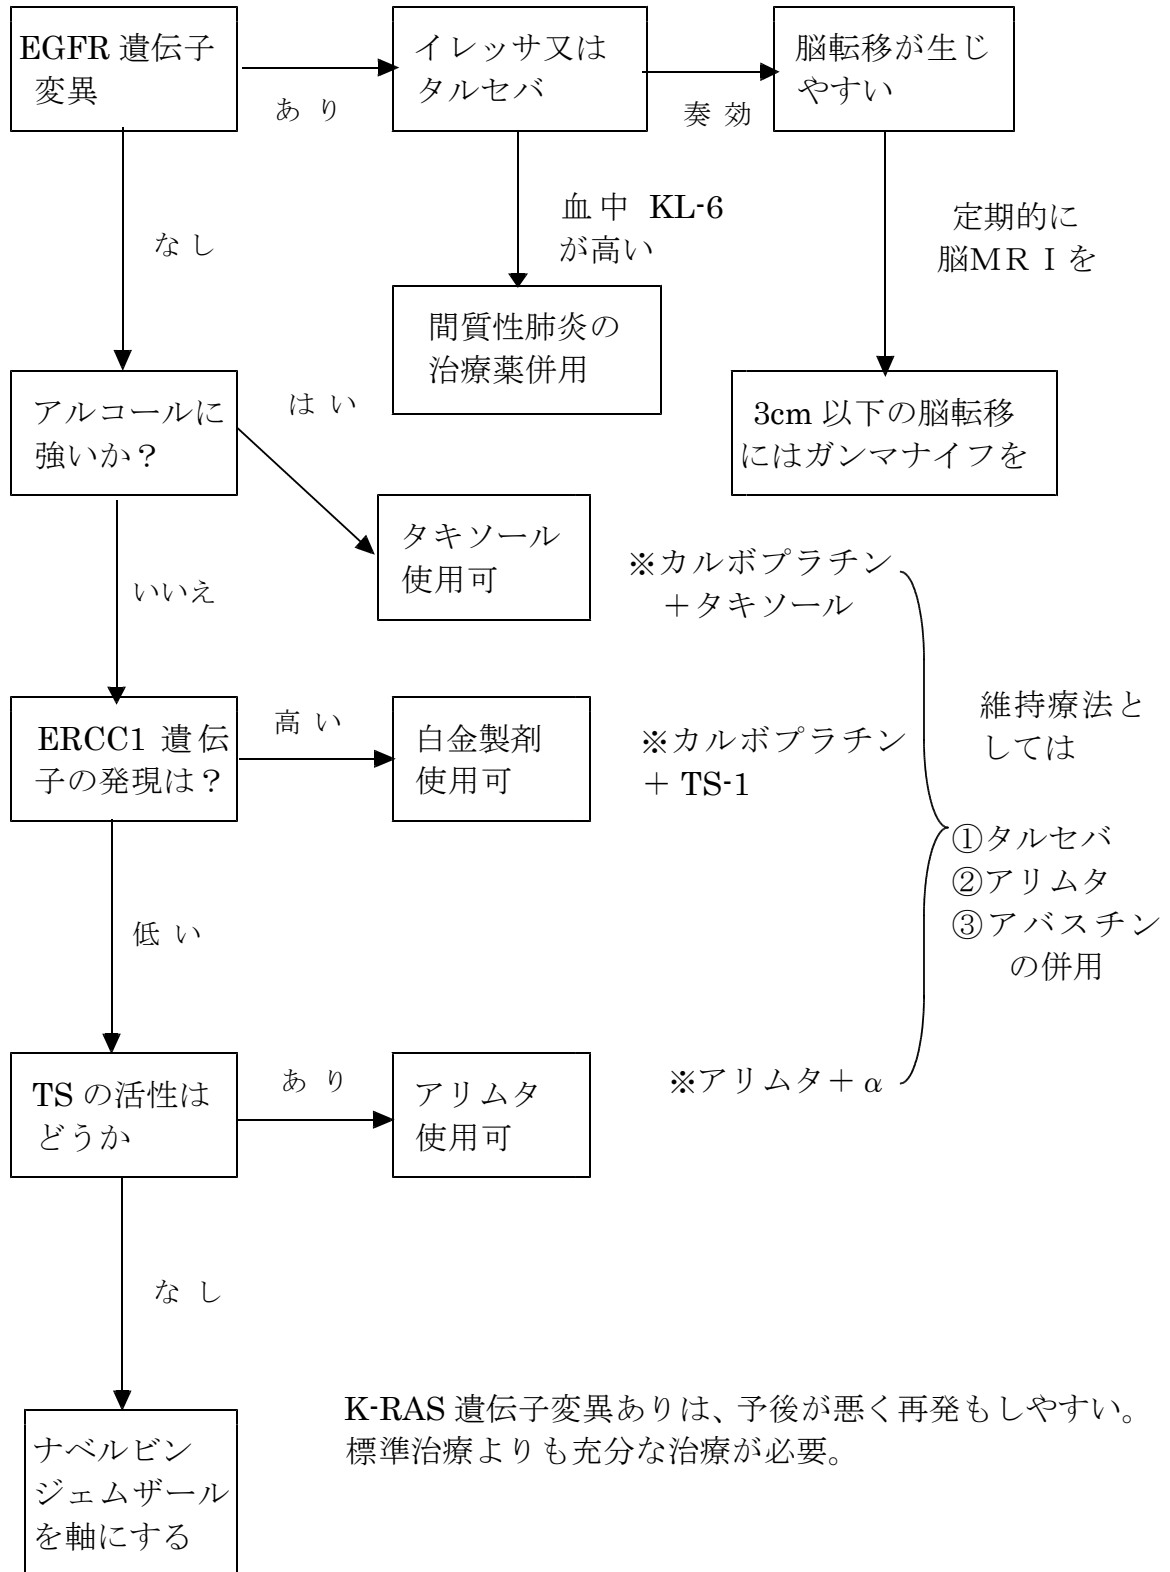 EGFR 遺伝子
変異
あり
イレッサ又は
タルセバ
奏効
脳転移が生じ
やすい
なし
血中 KL-6
が高い
定期的に
脳MRIを
間質性肺炎の
治療薬併用
3cm 以下の脳転移
にはガンマナイフを
アルコールに
強いか？
はい
タキソール
使用可
※カルボプラチン
＋タキソール
いいえ
ERCC1 遺伝
子の発現は？
高い
白金製剤
使用可
※カルボプラチン
＋ TS-1
維持療法と
しては
①タルセバ
②アリムタ
③アバスチン
の併用
低い
TS の活性は
どうか
あり
アリムタ
使用可
※アリムタ＋α
なし
ナベルビン
ジェムザール
を軸にする
K-RAS 遺伝子変異ありは、予後が悪く再発もしやすい。
標準治療よりも充分な治療が必要。